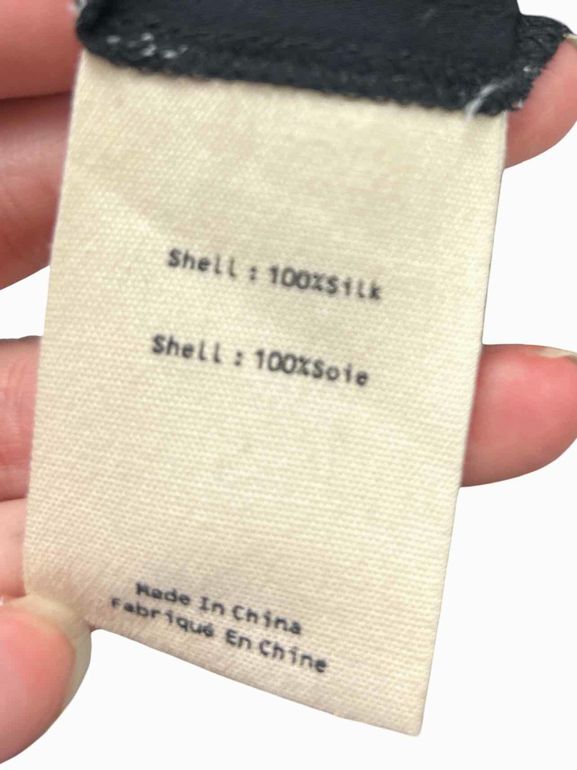 Shell : 100%Silk
Shell : 100%Soie
Made In China
Fabriqué En Chine